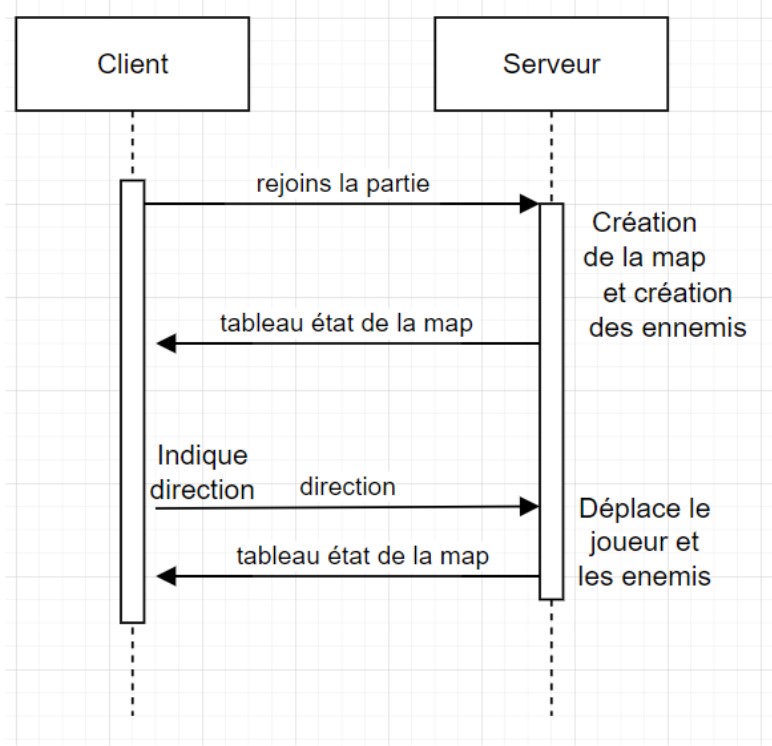 Client
Serveur
rejoins la partie
Création
de la map
et création
des ennemis
tableau état de la map
Indique
direction
direction
Déplace le
joueur et
les enemis
tableau état de la map